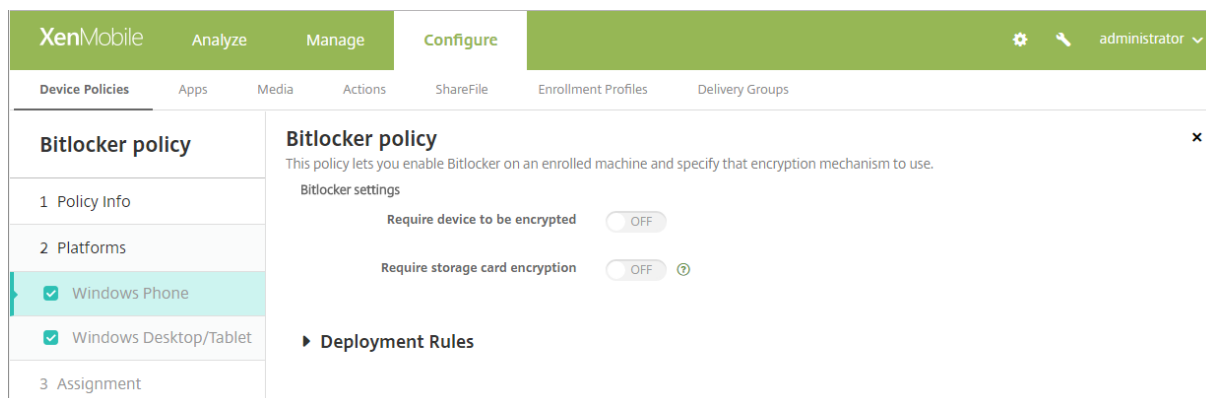 XenMobile Analyze Manage Configure administrator
Device Policies Apps Media Actions ShareFile Enrollment Profiles Delivery Groups
Bitlocker policy
1 Policy Info
2 Platforms
Windows Phone
Windows Desktop/Tablet
3 Assignment
Bitlocker policy
This policy lets you enable Bitlocker on an enrolled machine and specify that encryption mechanism to use.
Bitlocker settings
Require device to be encrypted OFF
Require storage card encryption OFF ?
Deployment Rules